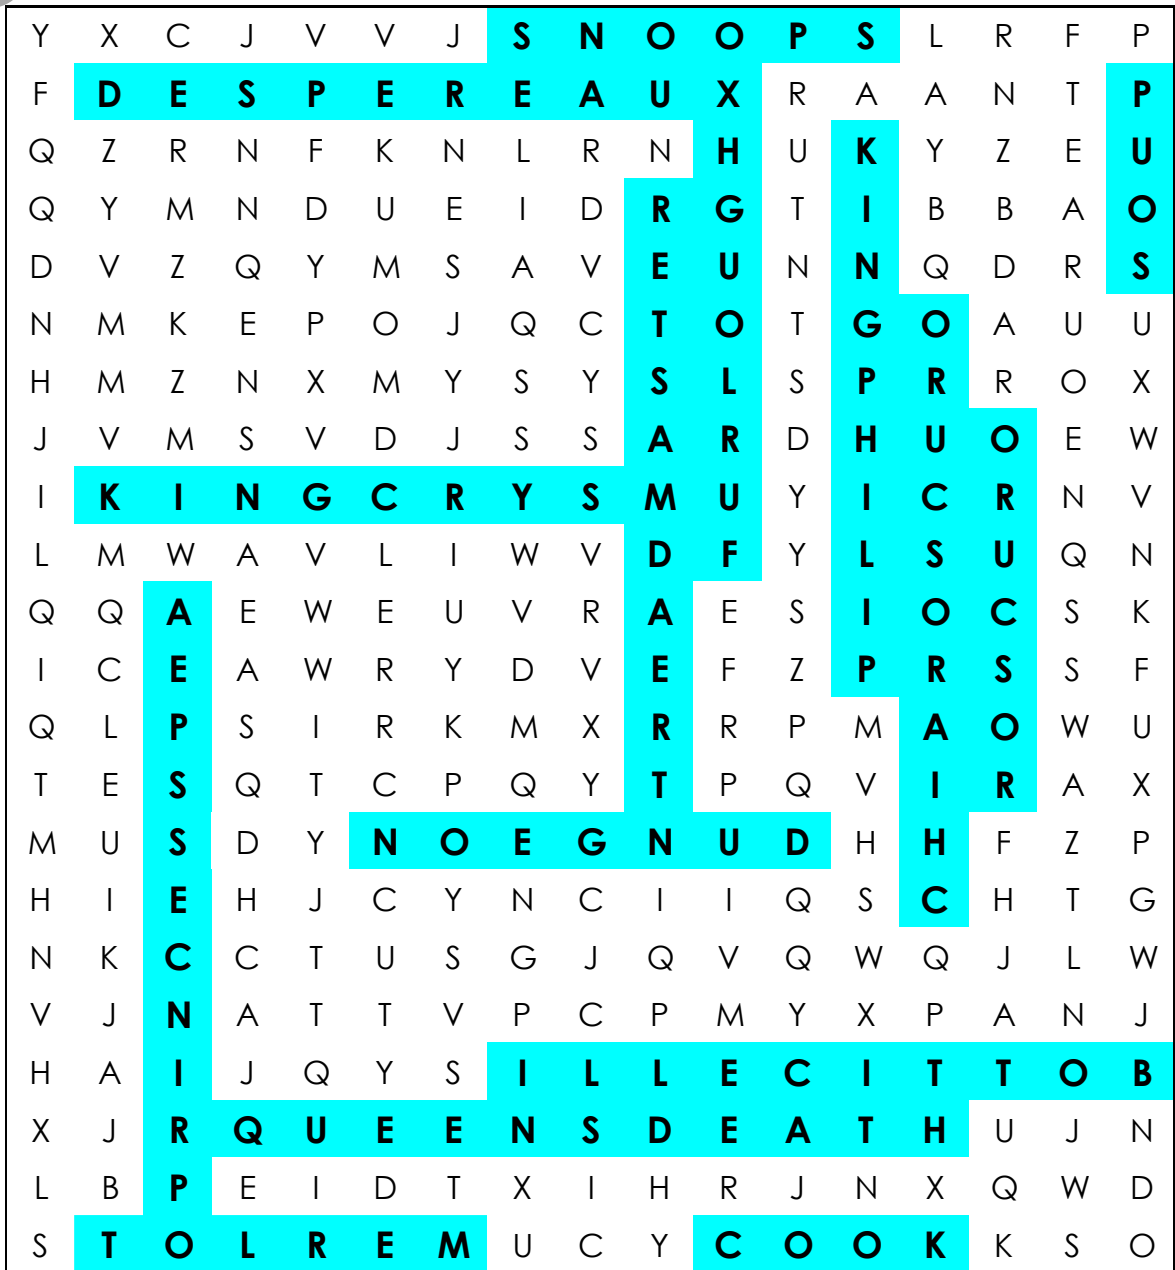 Y X C J V V J S N O O P S L R F P
F D E S P E R E A U X R A A N T P
Q Z R N F K N L R N H U K Y Z E U
Q Y M N D U E I D R G T I B B A O
D V Z Q Y M S A V E U N N Q D R S
N M K E P O J Q C T O T G O A U U
H M Z N X M Y S Y S L S P R R O X
J V M S V D J S S A R D H U O E W
I K I N G C R Y S M U Y I C R N V
L M W A V L I W V D F Y L S U Q N
Q Q A E W E U V R A E S I O C S K
I C E A W R Y D V E F Z P R S S F
Q L P S I R K M X R R P M A O W U
T E S Q T C P Q Y T P Q V I R A X
M U S D Y N O E G N U D H H F Z P
H I E H J C Y N C I I Q S C H T G
N K C C T U S G J Q V Q W Q J L W
V J N A T T V P C P M Y X P A N J
H A I J Q Y S I L L E C I T T O B
X J R Q U E E N S D E A T H U J N
L B P E I D T X I H R J N X Q W D
S T O L R E M U C Y C O O K K S O